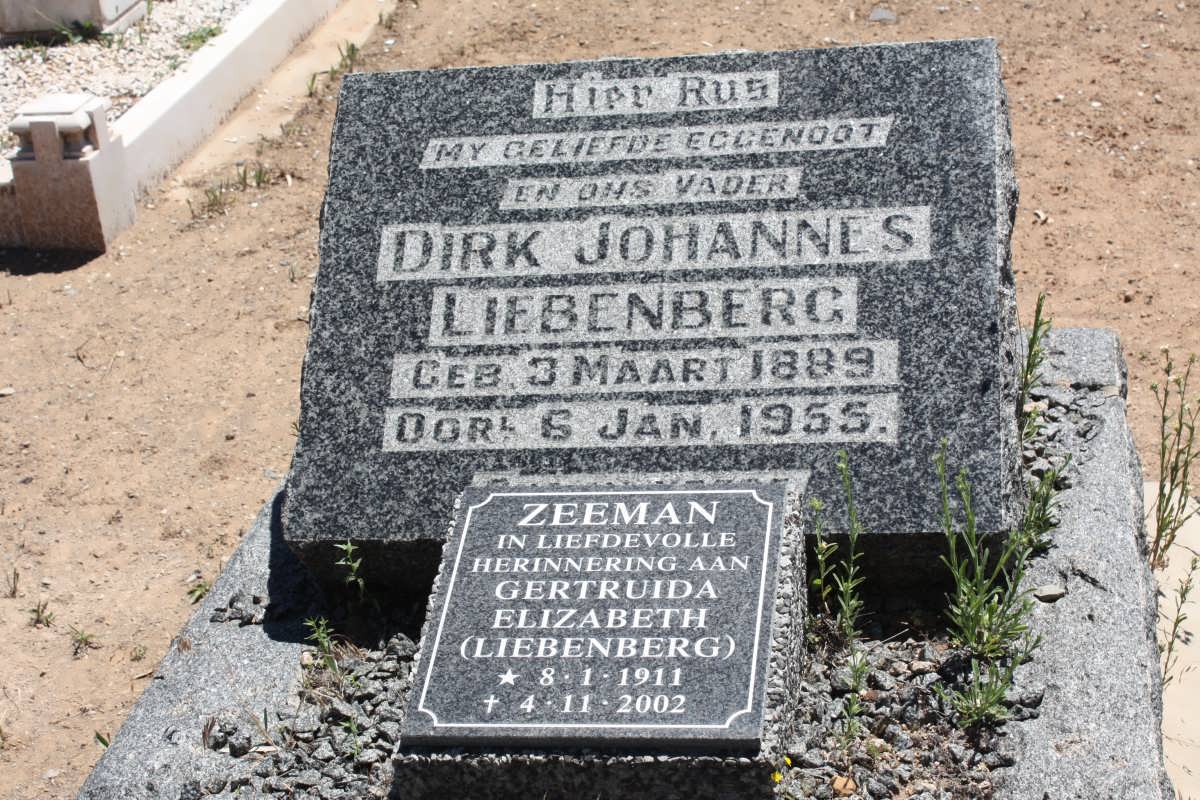 Hier Rus
MY GELIEFDE EGGENOOT
EN ONS VADER
DIRK JOHANNES
LIEBENBERG
GEB. 3 MAART 1889
OORL. 6 JAN. 1955.
ZEEMAN
IN LIEFDEVOLLE
HERINNERING AAN
GERTRUIDA
ELIZABETH
(LIEBENBERG)
★ 8·1·1911
✝ 4·11·2002